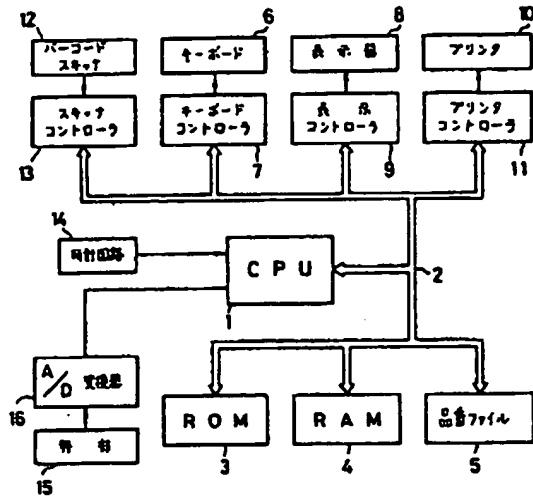 12
6
8
10
バーコード
スキャナ
キーボード
表示器
プリンタ
スキャナ
コントローラ
キーボード
コントローラ
表示
コントローラ
プリンタ
コントローラ
13
7
9
11
14
時計回路
CPU
1
2
A/D 変換器
16
15
ROM
RAM
品番ファイル
3
4
5